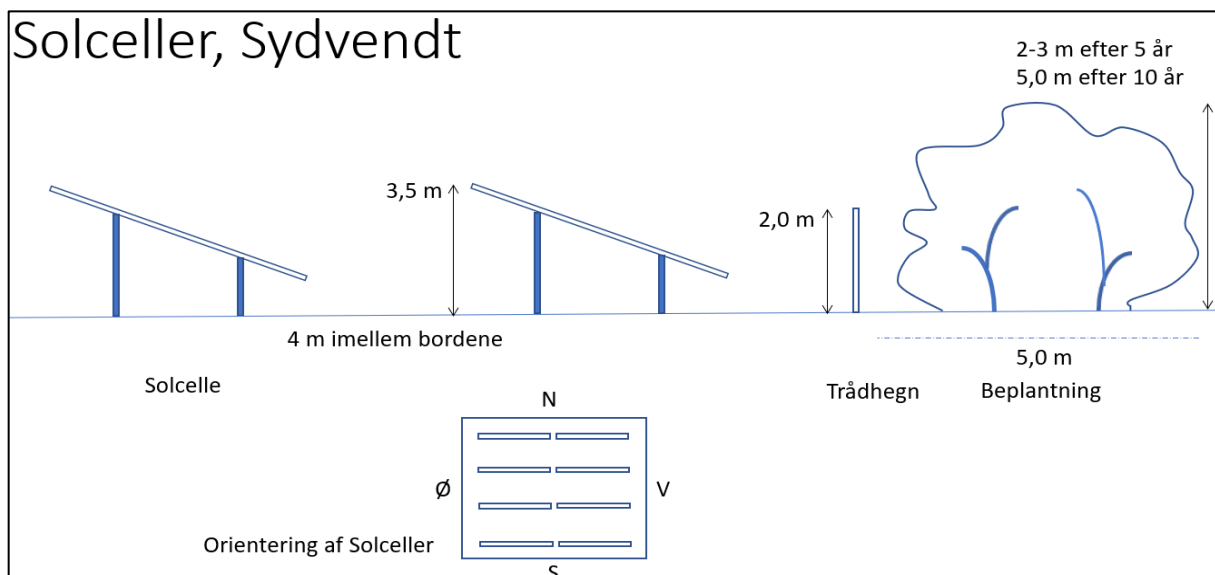 Solceller, Sydvendt
2-3 m efter 5 år
5,0 m efter 10 år
3,5 m
2,0 m
4 m imellem bordene
5,0 m
Solcelle
Trådhegn
Beplantning
N
Ø
V
Orientering af Solceller
S